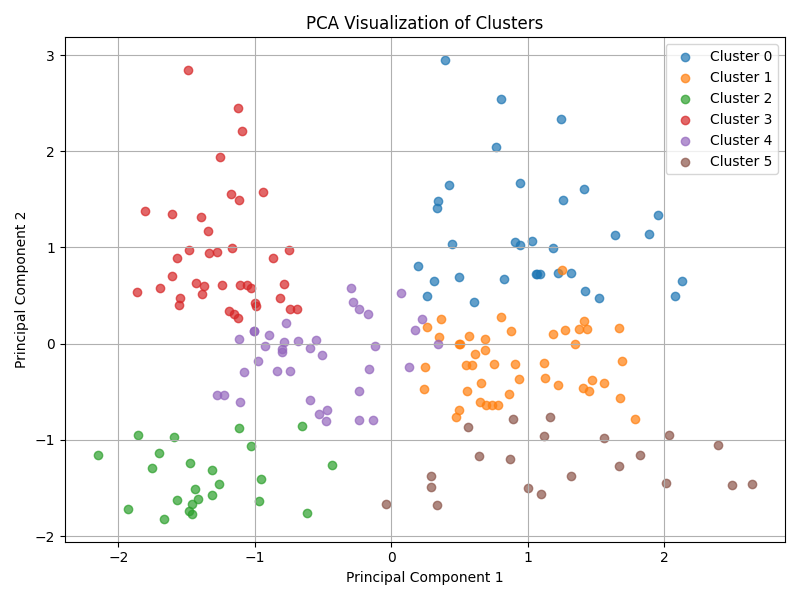 PCA Visualization of Clusters
Cluster 0
Cluster 1
Cluster 2
Cluster 3
Cluster 4
Cluster 5
3
2
1
0
−1
−2
Principal Component 2
−2
−1
0
1
2
Principal Component 1